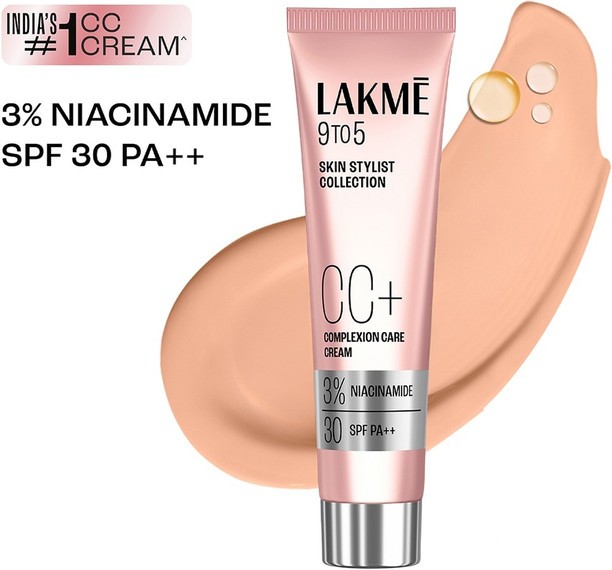 INDIA'S #1 CC CREAM^
3% NIACINAMIDE
SPF 30 PA++
LAKMĒ
9TO5
SKIN STYLIST
COLLECTION
CC+
COMPLEXION CARE
CREAM
3% NIACINAMIDE
30 SPF PA++